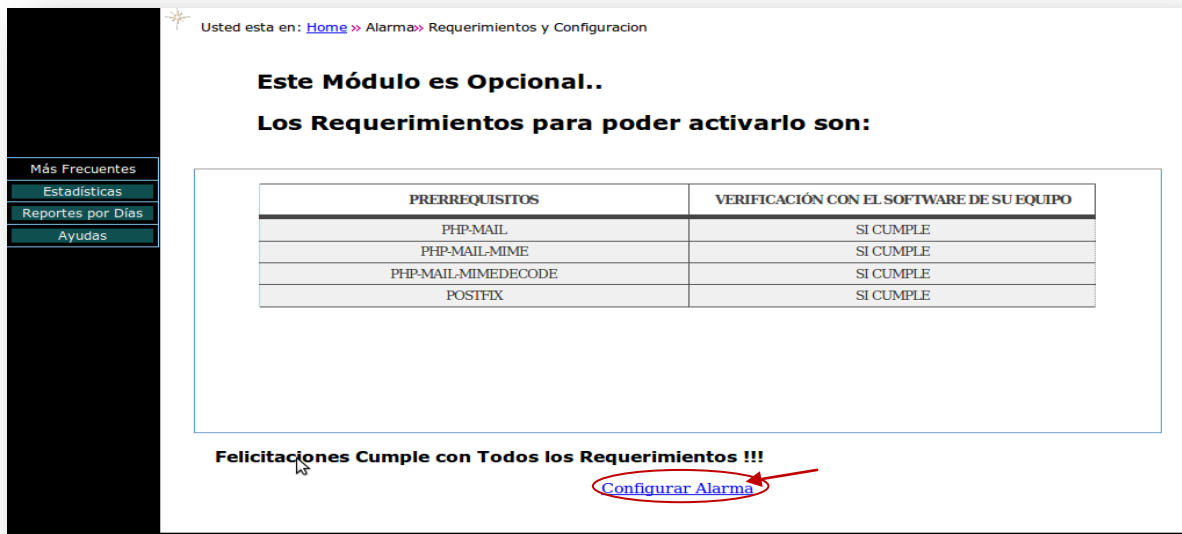 Usted esta en: Home » Alarma» Requerimientos y Configuracion
Este Módulo es Opcional..
Los Requerimientos para poder activarlo son:
Más Frecuentes
Estadísticas
Reportes por Días
Ayudas
PRERREQUISITOS VERIFICACIÓN CON EL SOFTWARE DE SU EQUIPO
PHP-MAIL SI CUMPLE
PHP-MAIL-MIME SI CUMPLE
PHP-MAIL-MIMEDECODE SI CUMPLE
POSTFIX SI CUMPLE
Felicitaciones Cumple con Todos los Requerimientos !!!
Configurar Alarma